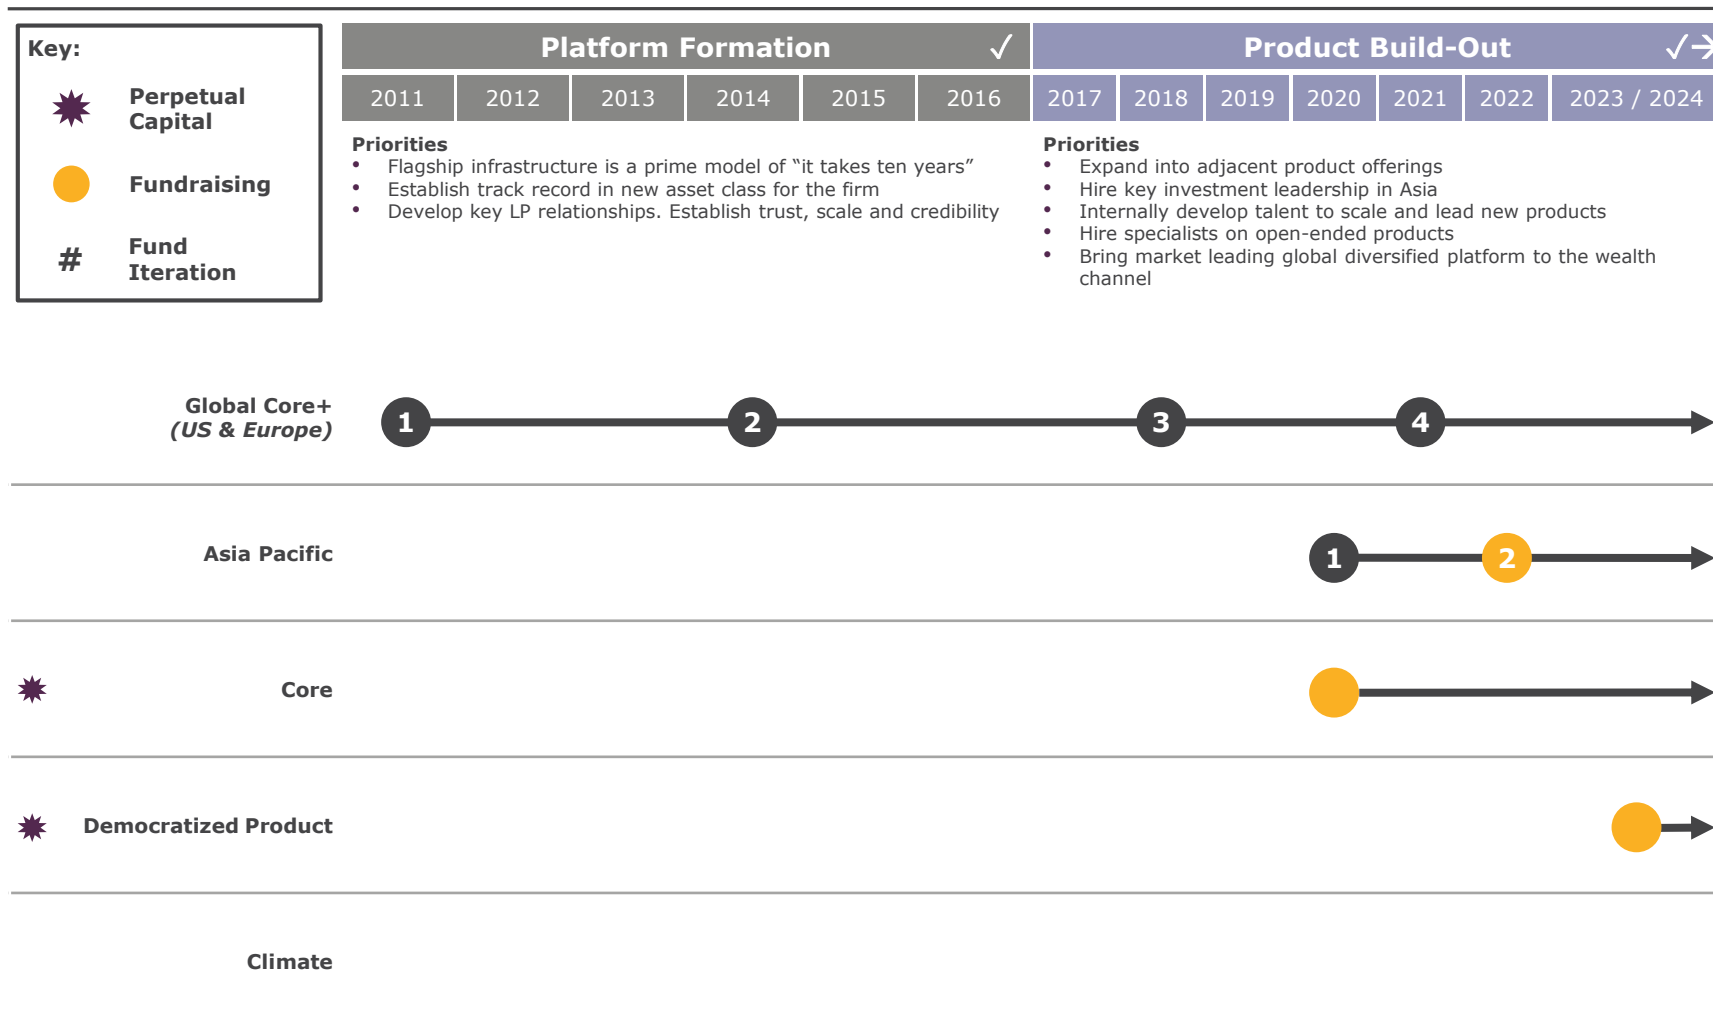 Key:
Perpetual
Capital
Fundraising
# Fund
Iteration
Platform Formation ✓
2011 2012 2013 2014 2015 2016
Priorities
• Flagship infrastructure is a prime model of “it takes ten years”
• Establish track record in new asset class for the firm
• Develop key LP relationships. Establish trust, scale and credibility
Product Build-Out ✓→
2017 2018 2019 2020 2021 2022 2023 / 2024
Priorities
• Expand into adjacent product offerings
• Hire key investment leadership in Asia
• Internally develop talent to scale and lead new products
• Hire specialists on open-ended products
• Bring market leading global diversified platform to the wealth
channel
Global Core+
(US & Europe)
1 2 3 4
Asia Pacific
1 2
Core
Democratized Product
Climate